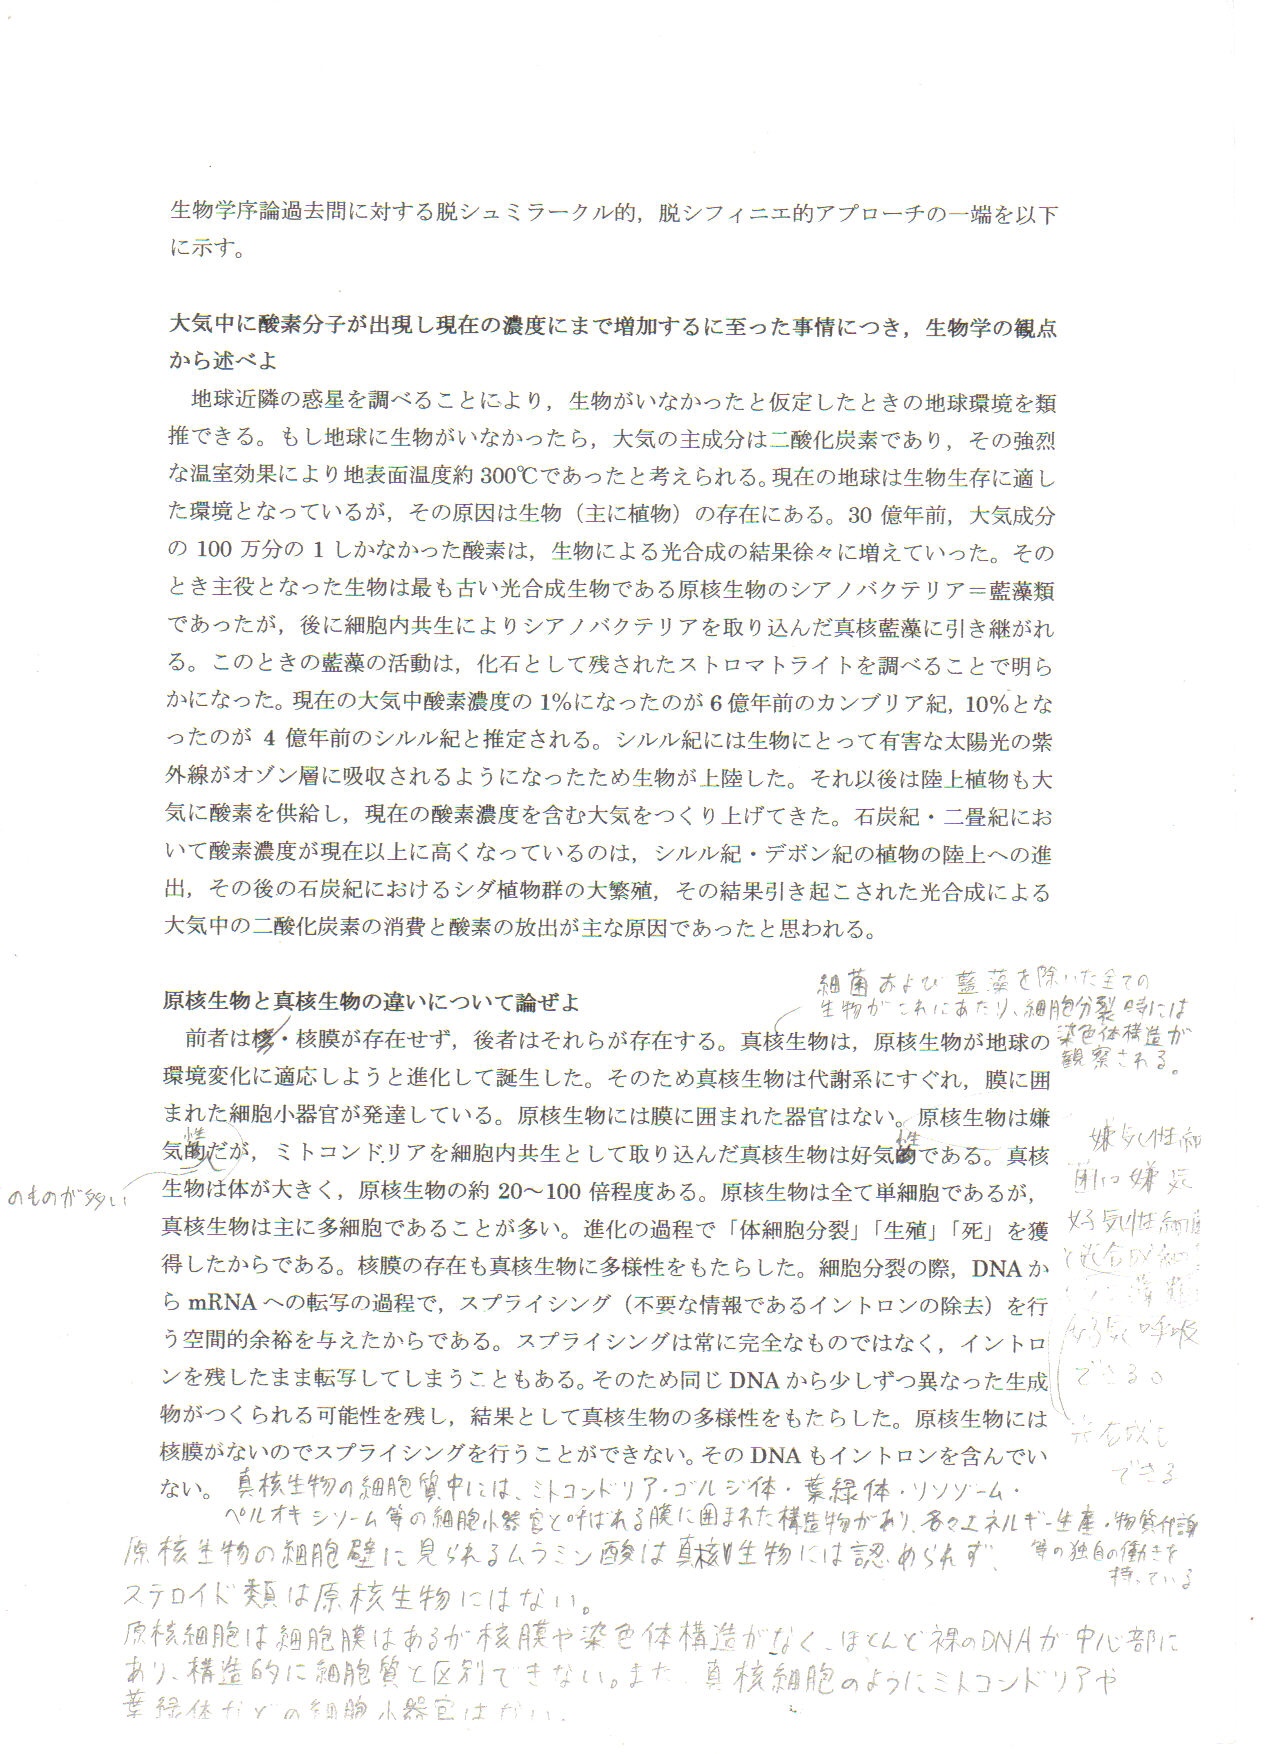 生物学序論過去問に対する脱シュミラークル的，脱シフィニエ的アプローチの一端を以下
に示す。
大気中に酸素分子が出現し現在の濃度にまで増加するに至った事情につき，生物学の観点
から述べよ
地球近隣の惑星を調べることにより，生物がいなかったと仮定したときの地球環境を類
推できる。もし地球に生物がいなかったら，大気の主成分は二酸化炭素であり，その強烈
な温室効果により地表面温度約 300℃であったと考えられる。現在の地球は生物生存に適し
た環境となっているが，その原因は生物（主に植物）の存在にある。30 億年前，大気成分
の 100 万分の 1 しかなかった酸素は，生物による光合成の結果徐々に増えていった。その
とき主役となった生物は最も古い光合成生物である原核生物のシアノバクテリア＝藍藻類
であったが，後に細胞内共生によりシアノバクテリアを取り込んだ真核藍藻に引き継がれ
る。このときの藍藻の活動は，化石として残されたストロマトライトを調べることで明ら
かになった。現在の大気中酸素濃度の 1%になったのが 6 億年前のカンブリア紀，10%とな
ったのが 4 億年前のシルル紀と推定される。シルル紀には生物にとって有害な太陽光の紫
外線がオゾン層に吸収されるようになったため生物が上陸した。それ以後は陸上植物も大
気に酸素を供給し，現在の酸素濃度を含む大気をつくり上げてきた。石炭紀・二畳紀にお
いて酸素濃度が現在以上に高くなっているのは，シルル紀・デボン紀の植物の陸上への進
出，その後の石炭紀におけるシダ植物群の大繁殖，その結果引き起こされた光合成による
大気中の二酸化炭素の消費と酸素の放出が主な原因であったと思われる。
細菌および藍藻を除いた全ての
生物がこれにあたり、細胞分裂時には
染色体構造が
観察される。
原核生物と真核生物の違いについて論ぜよ
前者は核・核膜が存在せず，後者はそれらが存在する。真核生物は，原核生物が地球の
環境変化に適応しようと進化して誕生した。そのため真核生物は代謝系にすぐれ，膜に囲
まれた細胞小器官が発達している。原核生物には膜に囲まれた器官はない。原核生物は嫌
性
性
気的だが，ミトコンドリアを細胞内共生として取り込んだ真核生物は好気的である。真核
のものが多い
生物は体が大きく，原核生物の約 20～100 倍程度ある。原核生物は全て単細胞であるが，
真核生物は主に多細胞であることが多い。進化の過程で「体細胞分裂」「生殖」「死」を獲
得したからである。核膜の存在も真核生物に多様性をもたらした。細胞分裂の際，DNA か
ら mRNA への転写の過程で，スプライシング（不要な情報であるイントロンの除去）を行
う空間的余裕を与えたからである。スプライシングは常に完全なものではなく，イントロ
ンを残したまま転写してしまうこともある。そのため同じ DNA から少しずつ異なった生成
物がつくられる可能性を残し，結果として真核生物の多様性をもたらした。原核生物には
核膜がないのでスプライシングを行うことができない。その DNA もイントロンを含んでい
ない。
嫌気性細
菌は嫌気
好気性細菌
と光合成細
藻類
好気呼吸
できる。
光合成も
できる
真核生物の細胞質中には、ミトコンドリア・ゴルジ体・葉緑体・リソゾーム・
ペルオキシソーム等の細胞小器官と呼ばれる膜に囲まれた構造物があり、各々エネルギー生産・物質代謝
等の独自の働きを
持っている
原核生物の細胞壁に見られるムラミン酸は真核生物には認められず、
ステロイド類は原核生物にはない。
原核細胞は細胞膜はあるが核膜や染色体構造がなく、ほとんど裸のDNAが中心部に
あり、構造的に細胞質と区別できない。また、真核細胞のようにミトコンドリアや
葉緑体などの細胞小器官はない。